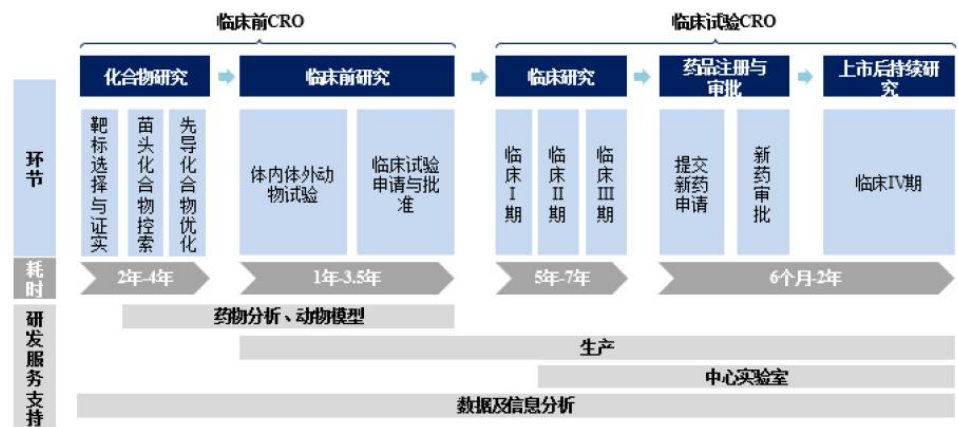 临床前CRO
临床试验CRO
化合物研究
临床前研究
临床研究
药品注册与
审批
上市后持续研
究
环节
靶标选择与证实
苗头化合物控索
先导化合物优化
体内体外动
物试验
临床试验
申请与批
准
临床I期
临床II期
临床III期
提交
新药
申请
新药审批
临床IV期
耗时
2年-4年
1年-3.5年
5年-7年
6个月-2年
研发服务支持
药物分析、动物模型
生产
中心实验室
数据及信息分析